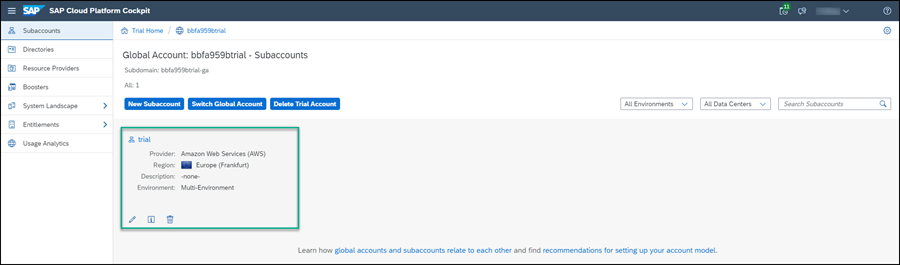 SAP SAP Cloud Platform Cockpit
11
Subaccounts
Directories
Resource Providers
Boosters
System Landscape
Entitlements
Usage Analytics
Trial Home / bbfa959btrial
Global Account: bbfa959btrial - Subaccounts
Subdomain: bbfa959btrial-ga
All: 1
New Subaccount Switch Global Account Delete Trial Account
All Environments All Data Centers Search Subaccounts
trial
Provider: Amazon Web Services (AWS)
Region: Europe (Frankfurt)
Description: -none-
Environment: Multi-Environment
Learn how global accounts and subaccounts relate to each other and find recommendations for setting up your account model.